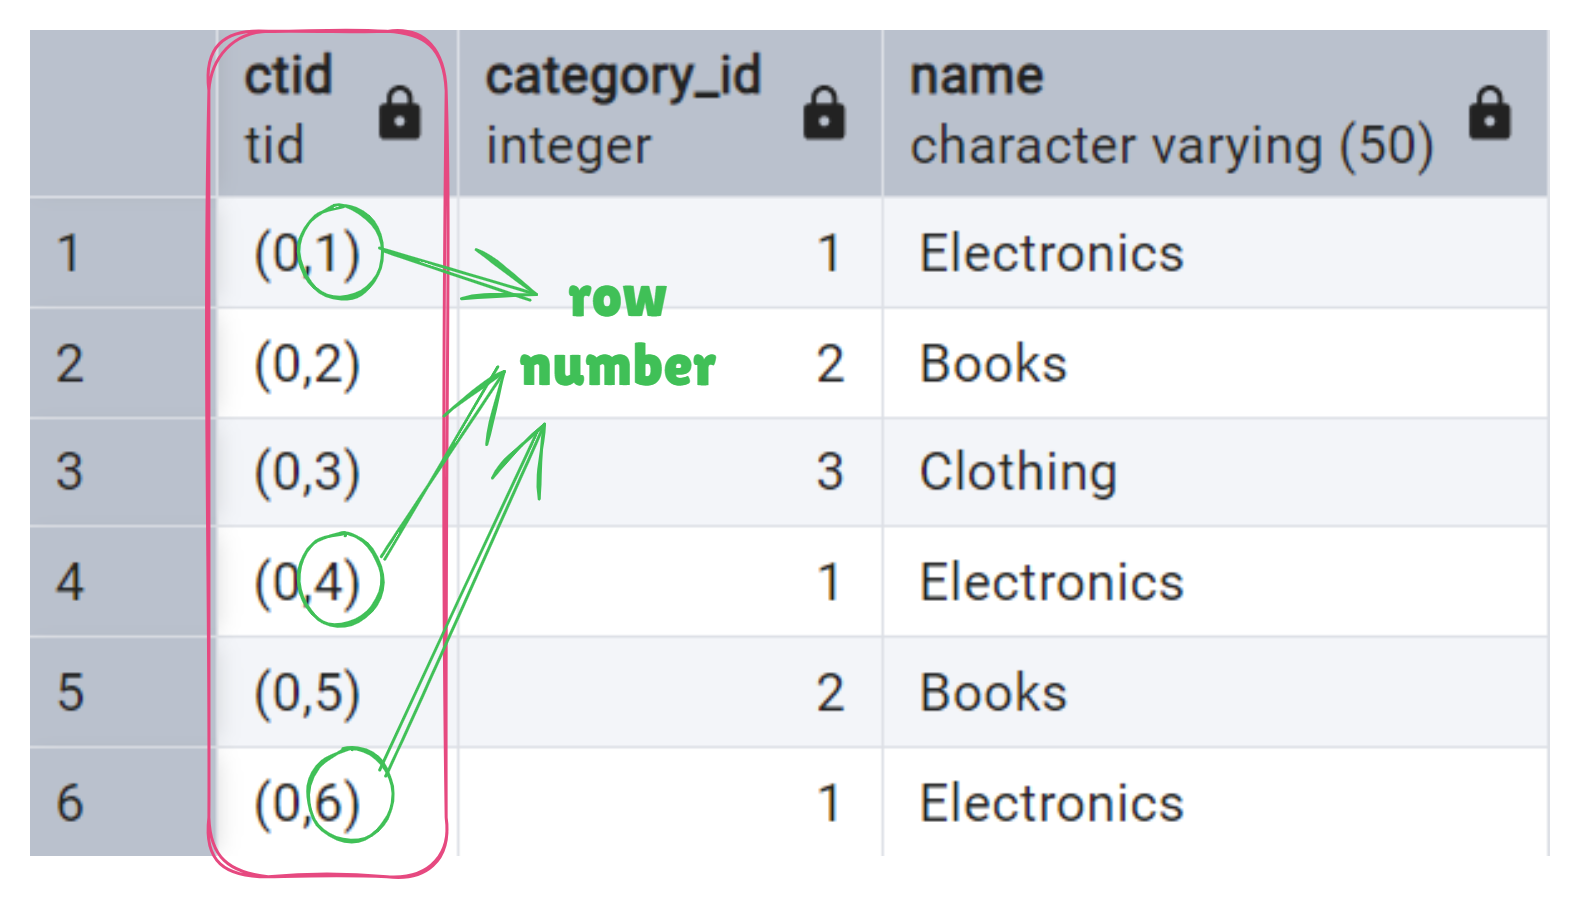 ctid category_id name
tid integer character varying (50)
1 (0,1) 1 Electronics
row
2 (0,2) 2 Books
number
3 (0,3) 3 Clothing
4 (0,4) 1 Electronics
5 (0,5) 2 Books
6 (0,6) 1 Electronics